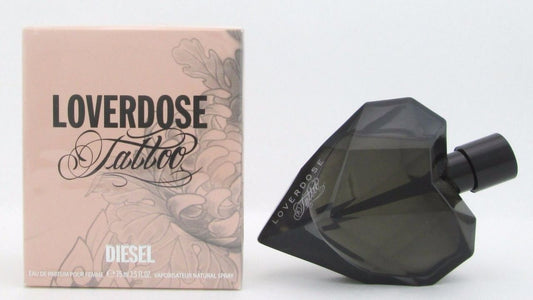 LOVERDOSE
Tattoo
DIESEL
EAU DE PARFUM POUR FEMME ℮ 75 ml 2.5 FL.OZ. VAPORISATEUR NATURAL SPRAY
LOVERDOSE
Tattoo